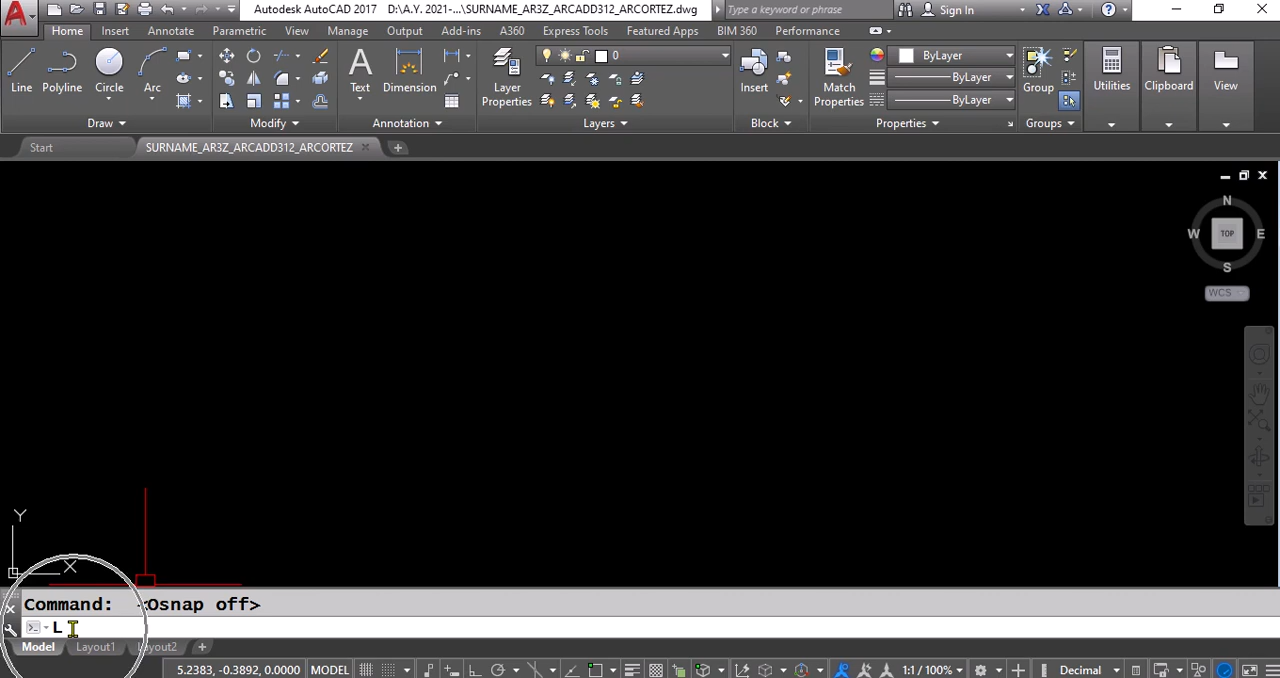 A Autodesk AutoCAD 2017 D:\A.Y. 2021-...\SURNAME_AR3Z_ARCADD312_ARCORTEZ.dwg Type a keyword or phrase Sign In
Home Insert Annotate Parametric View Manage Output Add-ins A360 Express Tools Featured Apps BIM 360 Performance
Line Polyline Circle Arc Text Dimension Layer Properties 0 Insert Match Properties ByLayer ByLayer ByLayer Group Utilities Clipboard View
Draw Modify Annotation Layers Block Properties Groups
Start SURNAME_AR3Z_ARCADD312_ARCORTEZ
N
W TOP E
S
WCS
Y
X
Command: <Osnap off>
L
Model Layout1 Layout2
5.2383, -0.3892, 0.0000 MODEL 1:1 / 100% Decimal